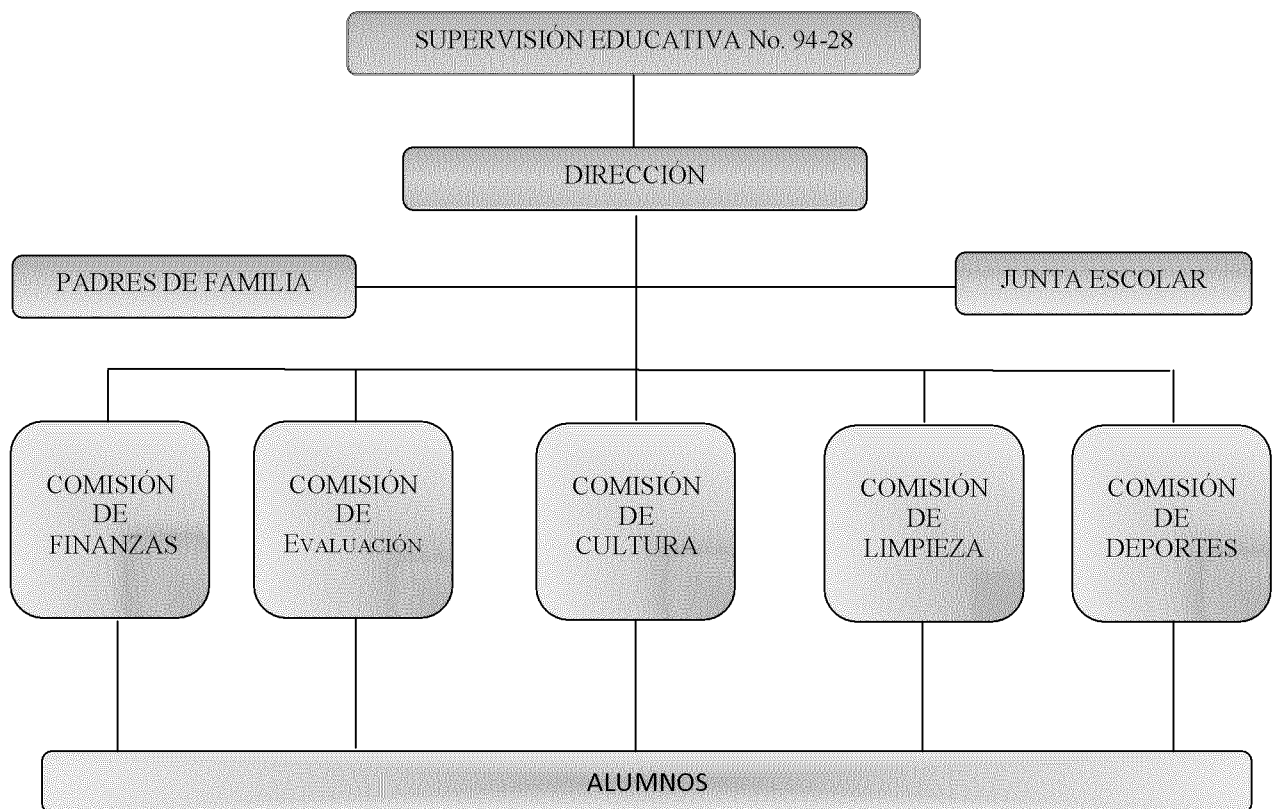 SUPERVISIÓN EDUCATIVA No. 94-28
DIRECCIÓN
PADRES DE FAMILIA
JUNTA ESCOLAR
COMISIÓN
DE
FINANZAS
COMISIÓN
DE
EVALUACIÓN
COMISIÓN
DE
CULTURA
COMISIÓN
DE
LIMPIEZA
COMISIÓN
DE
DEPORTES
ALUMNOS